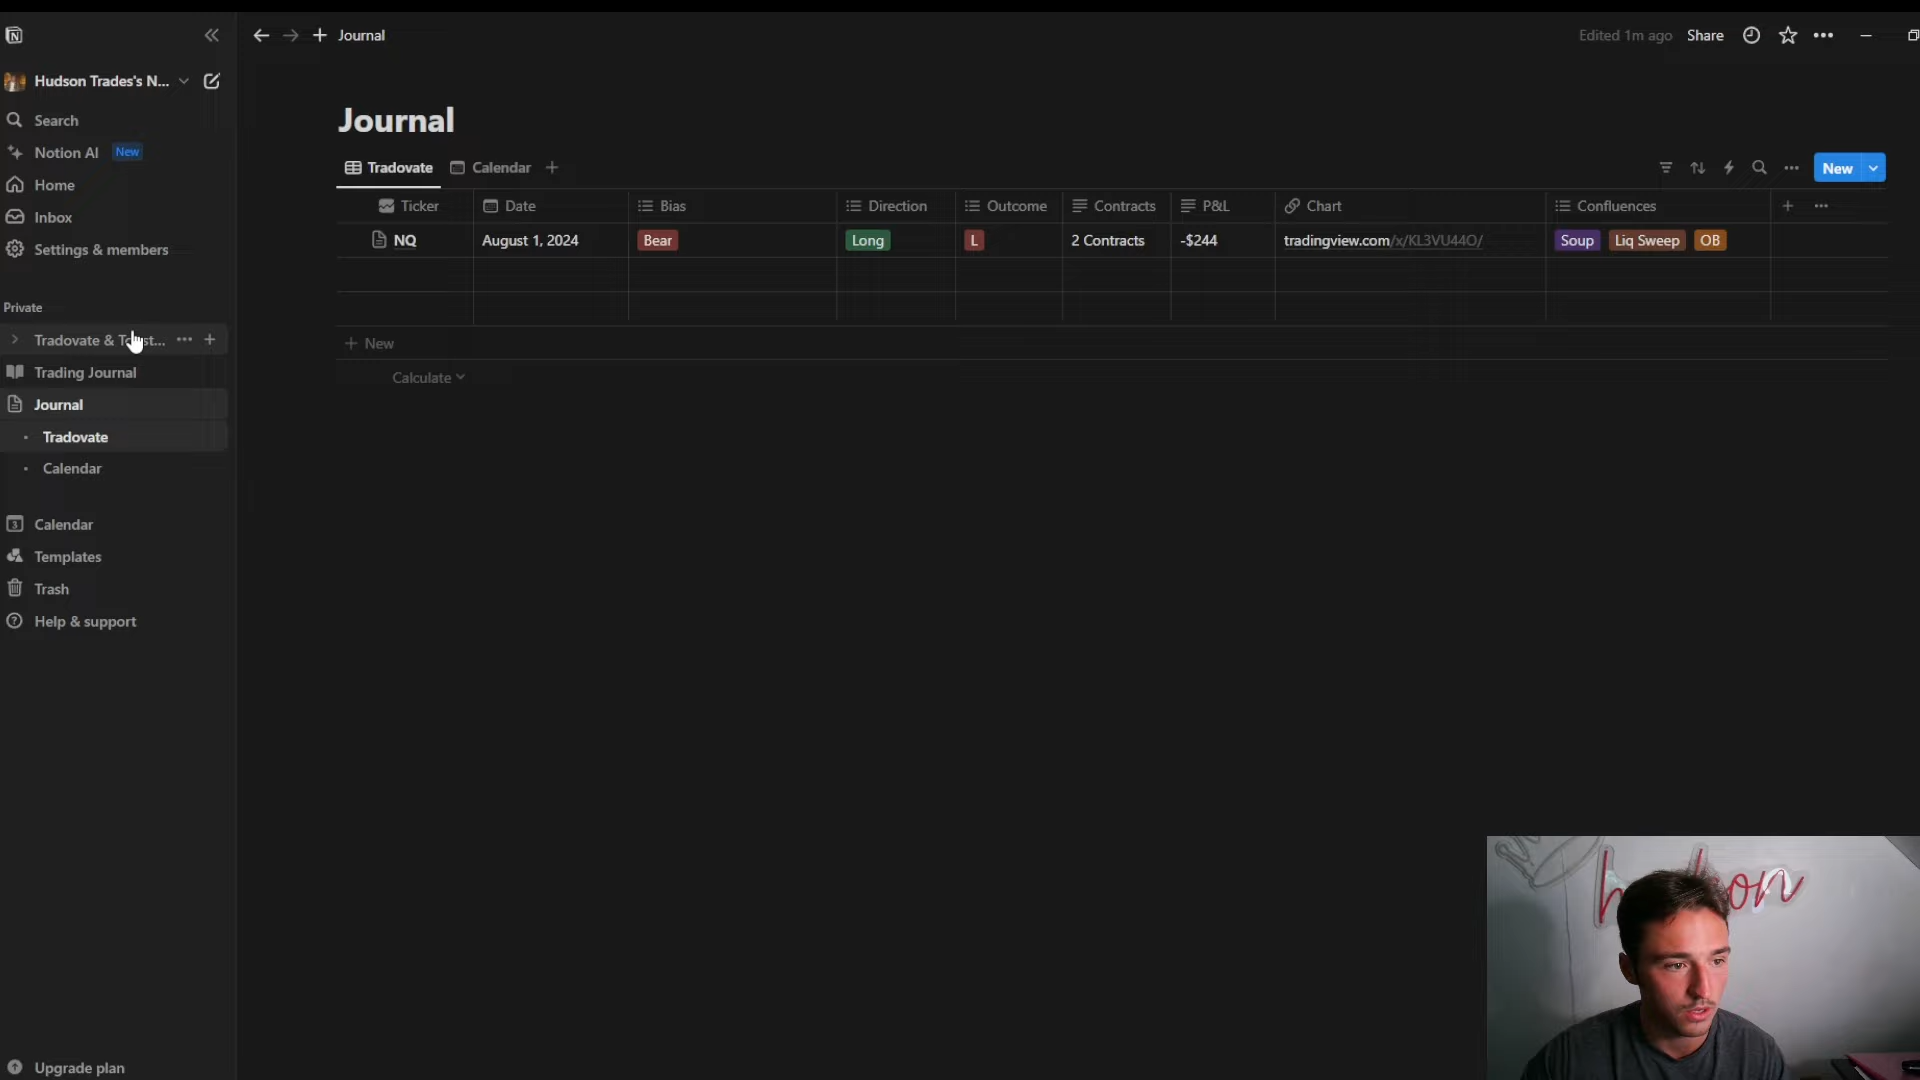 Journal
Edited 1m ago Share
Hudson Trades's N...
Search
Notion AI New
Home
Inbox
Settings & members
Private
Tradovate &
Trading Journal
Journal
Tradovate
Calendar
3 Calendar
Templates
Trash
Help & support
Upgrade plan
Journal
Tradovate Calendar
New
Ticker Date Bias Direction Outcome Contracts P&L Chart Confluences
NQ August 1, 2024 Bear Long L 2 Contracts -$244 tradingview.com/x/KL3VU44O/ Soup Liq Sweep OB
New
Calculate